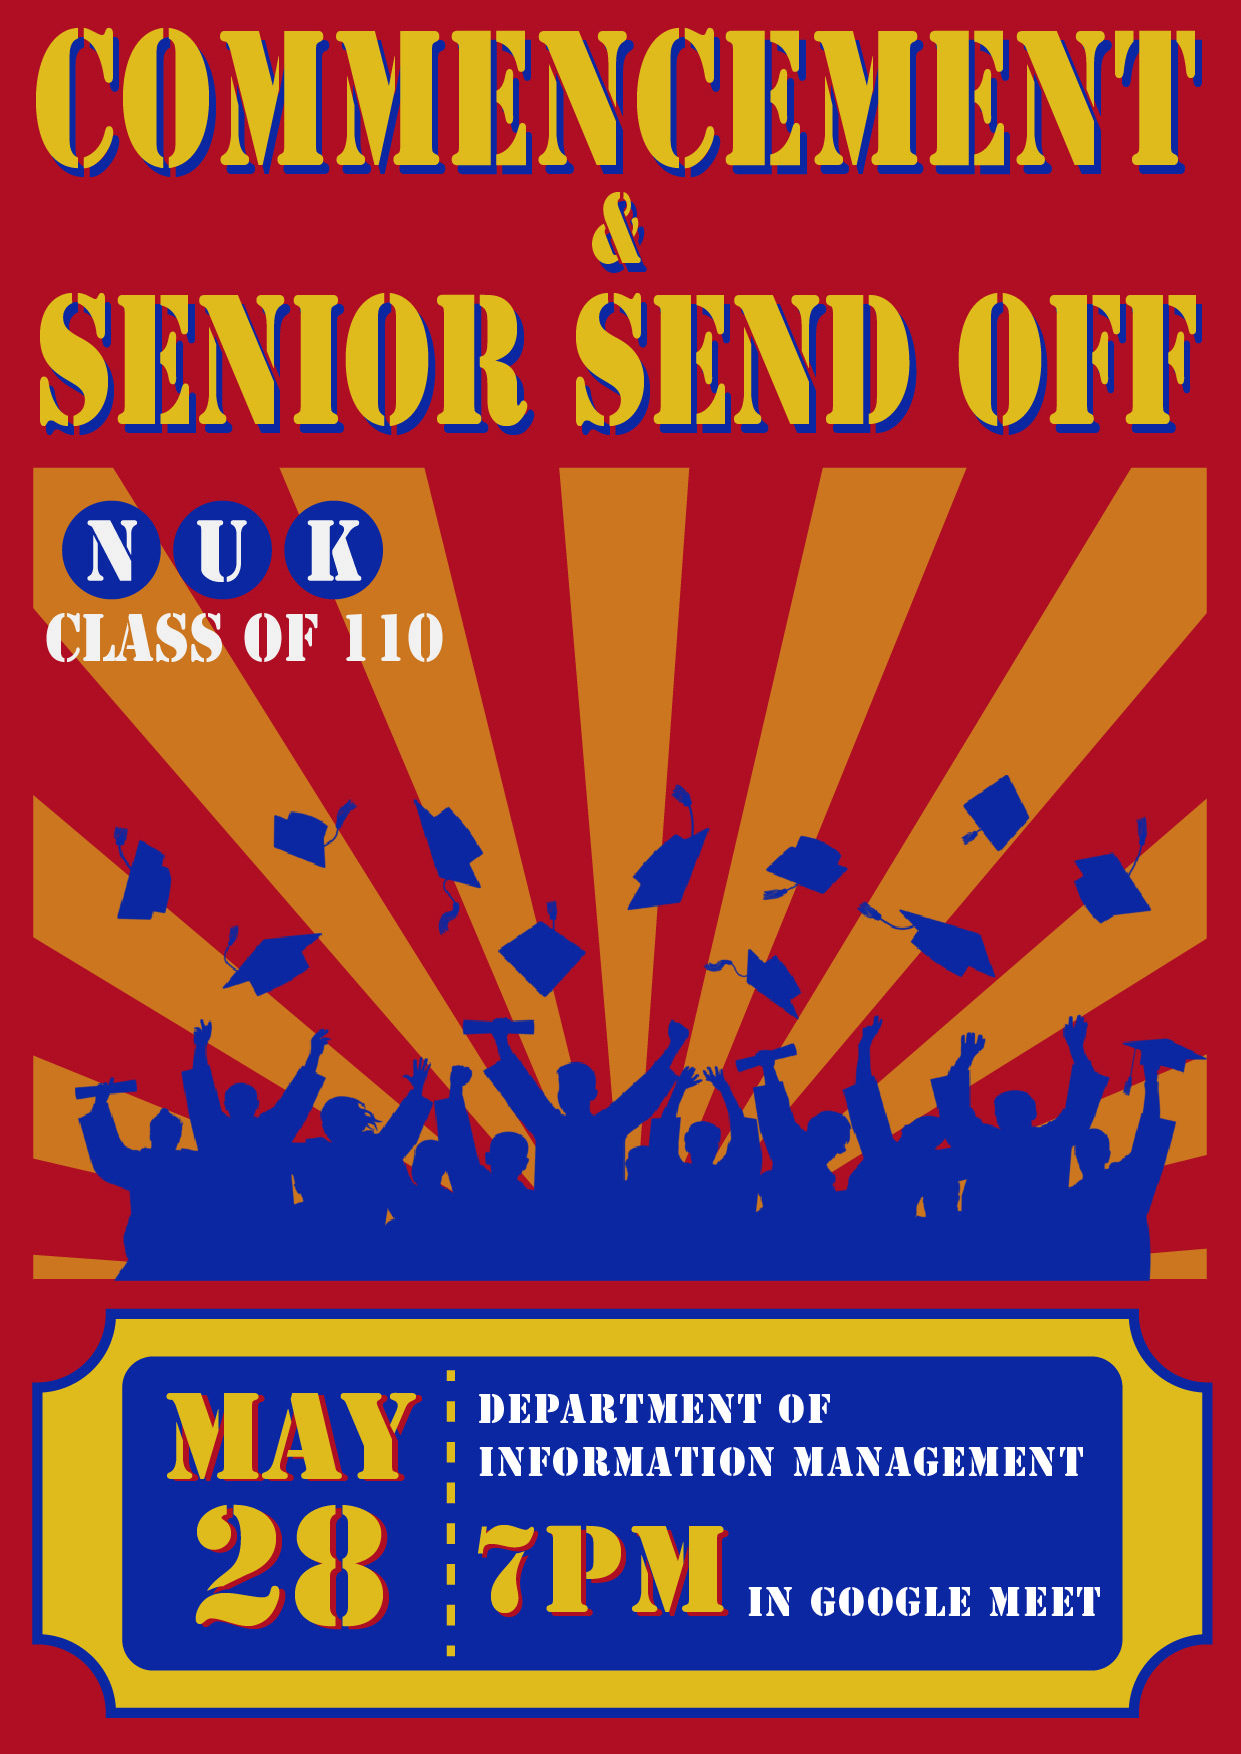 COMMENCEMENT
&
SENIOR SEND OFF
NUK
CLASS OF 110
MAY
28
DEPARTMENT OF
INFORMATION MANAGEMENT
7PM IN GOOGLE MEET